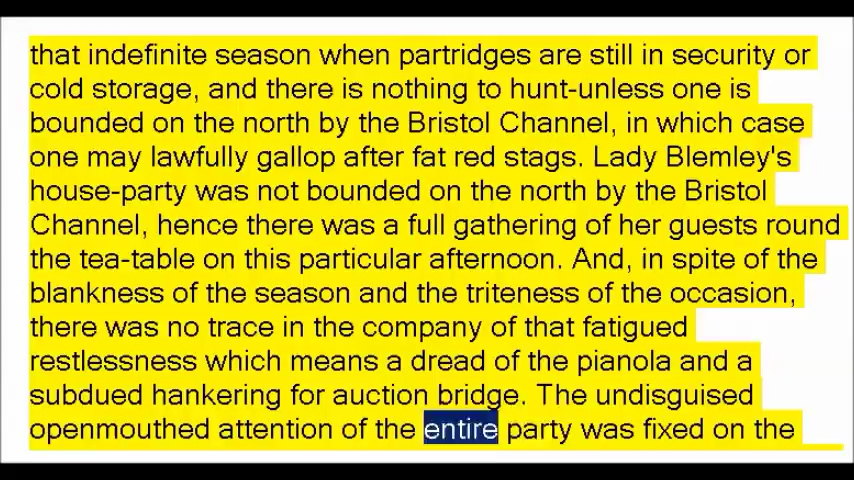 that indefinite season when partridges are still in security or
cold storage, and there is nothing to hunt-unless one is
bounded on the north by the Bristol Channel, in which case
one may lawfully gallop after fat red stags. Lady Blemley's
house-party was not bounded on the north by the Bristol
Channel, hence there was a full gathering of her guests round
the tea-table on this particular afternoon. And, in spite of the
blankness of the season and the triteness of the occasion,
there was no trace in the company of that fatigued
restlessness which means a dread of the pianola and a
subdued hankering for auction bridge. The undisguised
openmouthed attention of the entire party was fixed on the